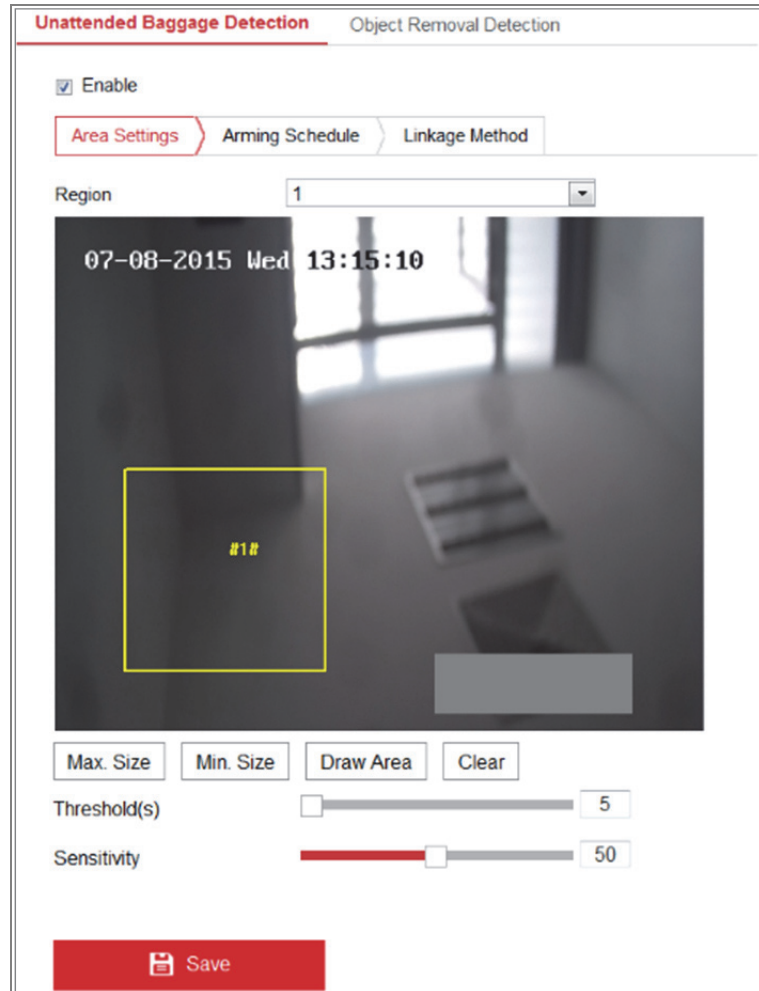 Unattended Baggage Detection Object Removal Detection
Enable
Area Settings Arming Schedule Linkage Method
Region 1
07-08-2015 Wed 13:15:10
#1#
Max. Size Min. Size Draw Area Clear
Threshold(s) 5
Sensitivity 50
Save